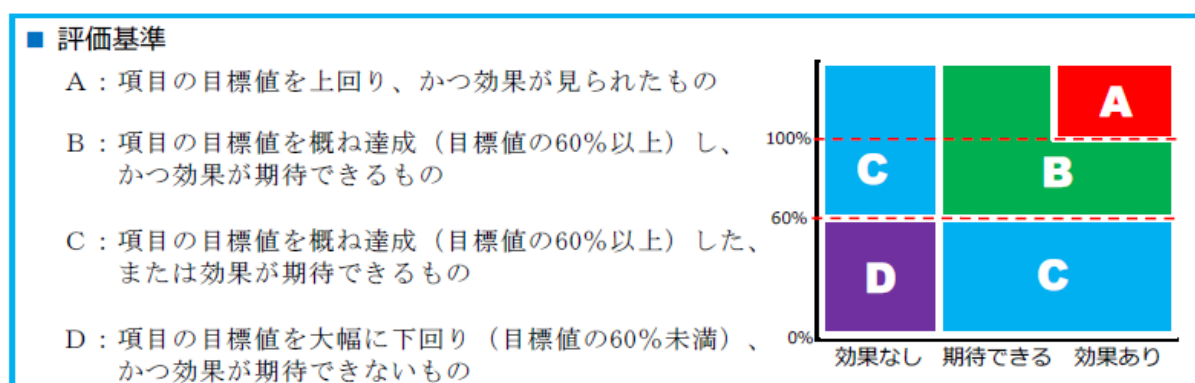 ■ 評価基準
A：項目の目標値を上回り、かつ効果が見られたもの
B：項目の目標値を概ね達成（目標値の60%以上）し、
かつ効果が期待できるもの
C：項目の目標値を概ね達成（目標値の60%以上）した、
または効果が期待できるもの
D：項目の目標値を大幅に下回り（目標値の60%未満）、
かつ効果が期待できないもの
A
100%
C
B
60%
D
C
0%
効果なし 期待できる 効果あり